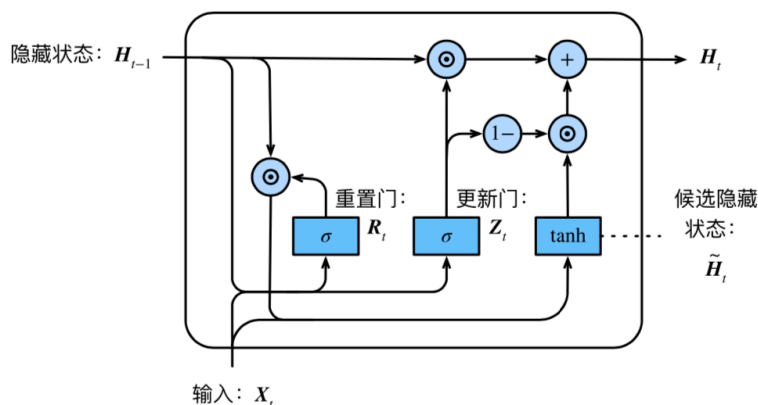 隐藏状态：H_{t−1}
⊙
+
H_t
1−
⊙
⊙
重置门：
R_t
更新门：
Z_t
候选隐藏
状态：
H̃_t
σ
σ
tanh
输入：X_t